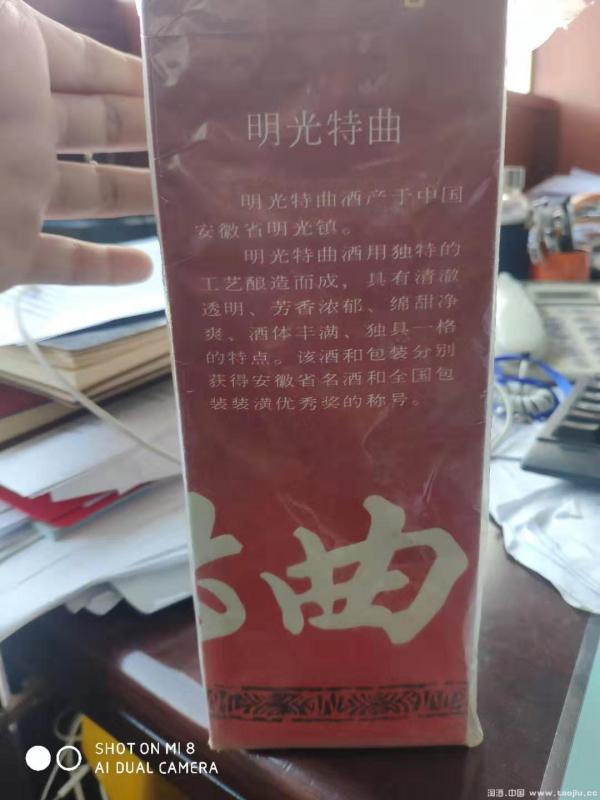 明光特曲
明光特曲酒产于中国
安徽省明光镇。
明光特曲酒用独特的
工艺酿造而成，具有清澈
透明、芳香浓郁、绵甜净
爽、酒体丰满、独具一格
的特点。该酒和包装分别
获得安徽省名酒和全国包
装装潢优秀奖的称号。
曲
SHOT ON MI 8
AI DUAL CAMERA
淘酒.中国 www.taojiu.cc